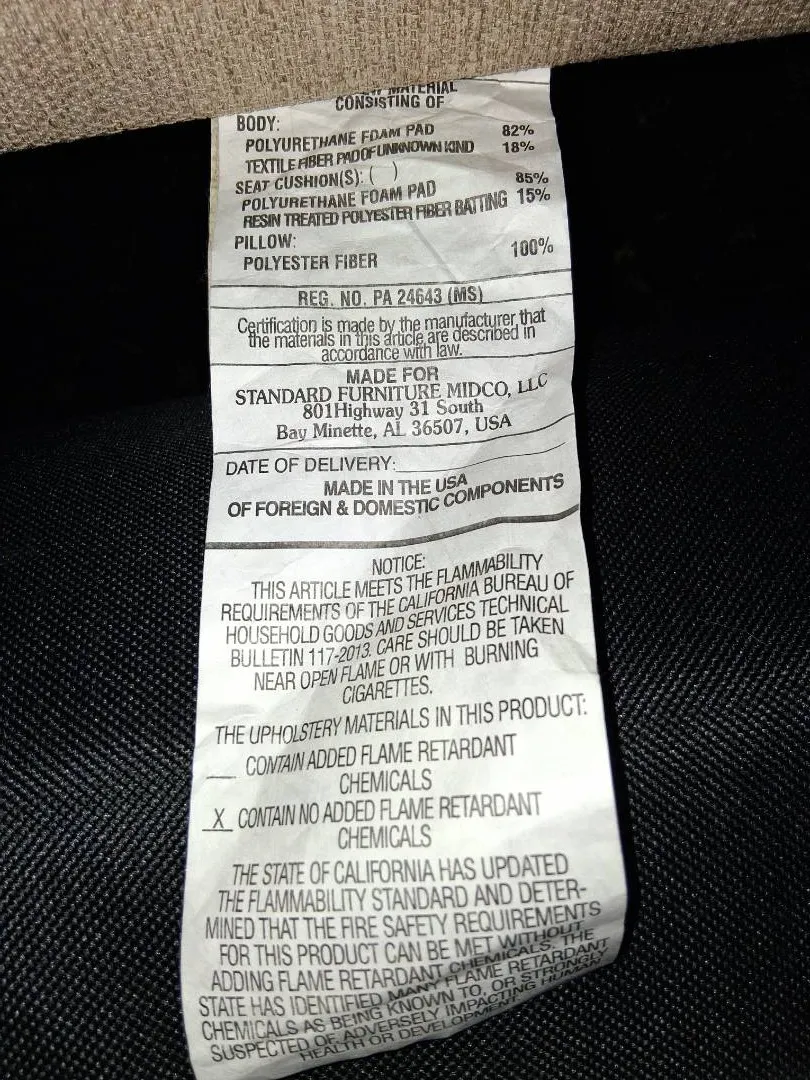 MATERIAL
CONSISTING OF
BODY:
POLYURETHANE FOAM PAD 82%
TEXTILE FIBER PAD OF UNKNOWN KIND 18%
SEAT CUSHION(S): ( )
POLYURETHANE FOAM PAD 85%
RESIN TREATED POLYESTER FIBER BATTING 15%
PILLOW:
POLYESTER FIBER 100%
REG. NO. PA 24643 (MS)
Certification is made by the manufacturer that
the materials in this article are described in
accordance with law.
MADE FOR
STANDARD FURNITURE MIDCO, LLC
801Highway 31 South
Bay Minette, AL 36507, USA
DATE OF DELIVERY:
MADE IN THE USA
OF FOREIGN & DOMESTIC COMPONENTS
NOTICE:
THIS ARTICLE MEETS THE FLAMMABILITY
REQUIREMENTS OF THE CALIFORNIA BUREAU OF
HOUSEHOLD GOODS AND SERVICES TECHNICAL
BULLETIN 117-2013. CARE SHOULD BE TAKEN
NEAR OPEN FLAME OR WITH BURNING
CIGARETTES.
THE UPHOLSTERY MATERIALS IN THIS PRODUCT:
__ CONTAIN ADDED FLAME RETARDANT
CHEMICALS
X CONTAIN NO ADDED FLAME RETARDANT
CHEMICALS
THE STATE OF CALIFORNIA HAS UPDATED
THE FLAMMABILITY STANDARD AND DETER-
MINED THAT THE FIRE SAFETY REQUIREMENTS
FOR THIS PRODUCT CAN BE MET WITHOUT
ADDING FLAME RETARDANT CHEMICALS. THE
STATE HAS IDENTIFIED MANY FLAME RETARDANT
CHEMICALS AS BEING KNOWN TO, OR STRONGLY
SUSPECTED OF, ADVERSELY IMPACTING HUMAN
HEALTH OR DEVELOPMENT